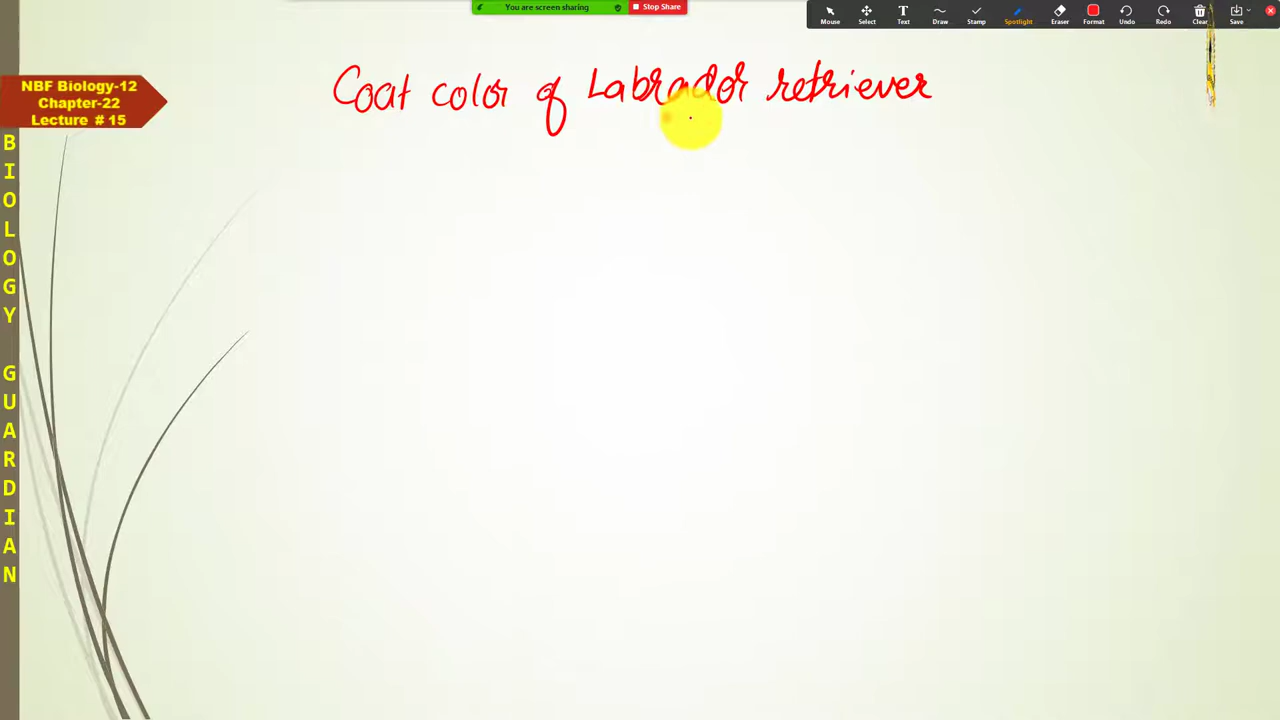 You are screen sharing
Stop Share
Mouse
Select
Text
Draw
Stamp
Spotlight
Eraser
Format
Undo
Redo
Clear
Save
Coat color of Labrador retriever
NBF Biology-12
Chapter-22
Lecture # 15
BIOLOGY
GUARDIAN